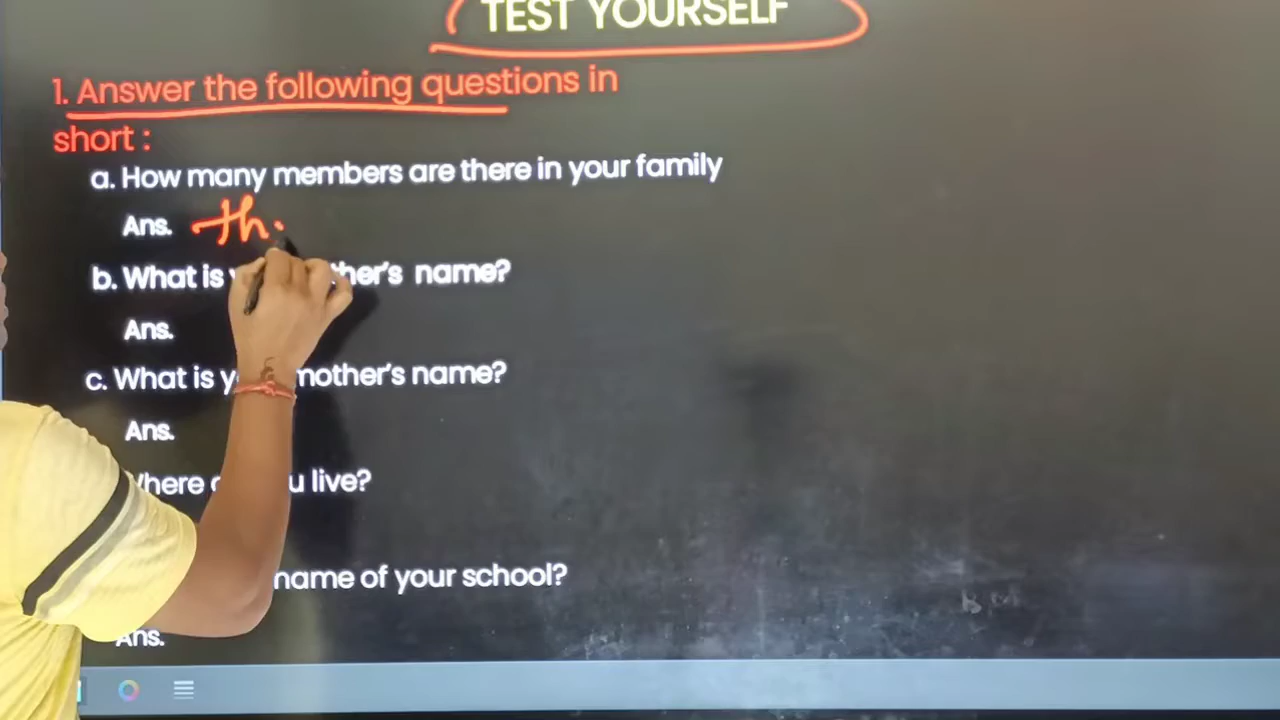 TEST YOURSELF
1. Answer the following questions in
short :
a. How many members are there in your family
Ans. th
b. What is ther's name?
Ans.
c. What is y mother's name?
Ans.
here u live?
name of your school?
Ans.